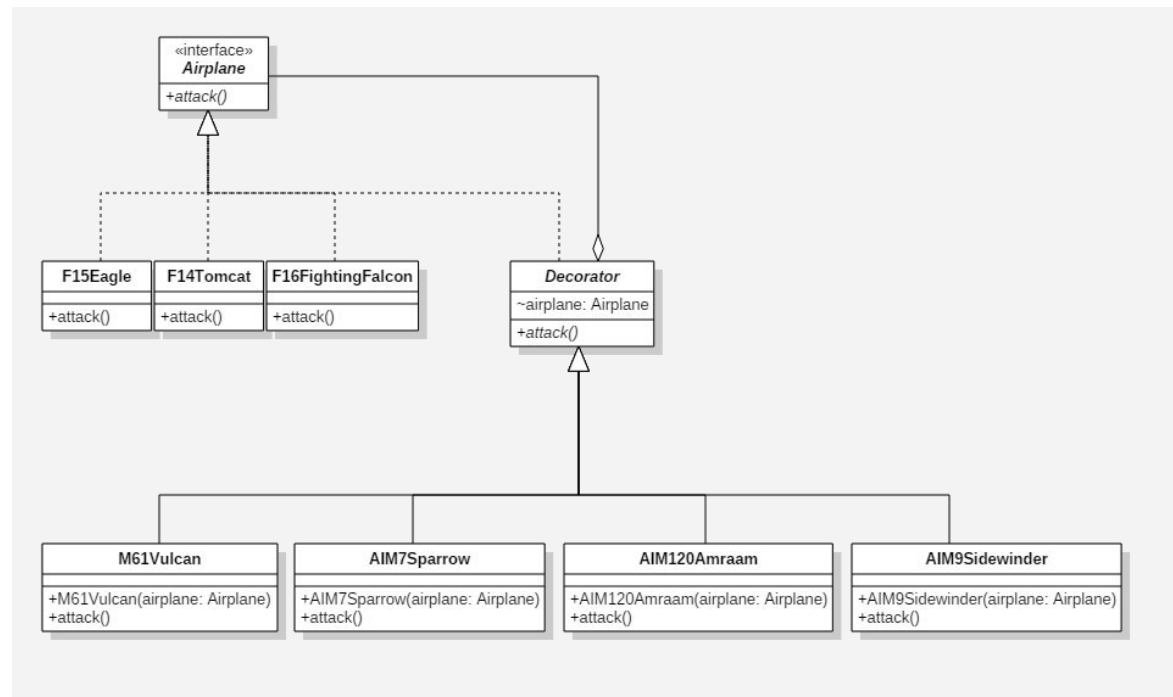 «interface»
Airplane
+attack()
F15Eagle
+attack()
F14Tomcat
+attack()
F16FightingFalcon
+attack()
Decorator
~airplane: Airplane
+attack()
M61Vulcan
+M61Vulcan(airplane: Airplane)
+attack()
AIM7Sparrow
+AIM7Sparrow(airplane: Airplane)
+attack()
AIM120Amraam
+AIM120Amraam(airplane: Airplane)
+attack()
AIM9Sidewinder
+AIM9Sidewinder(airplane: Airplane)
+attack()